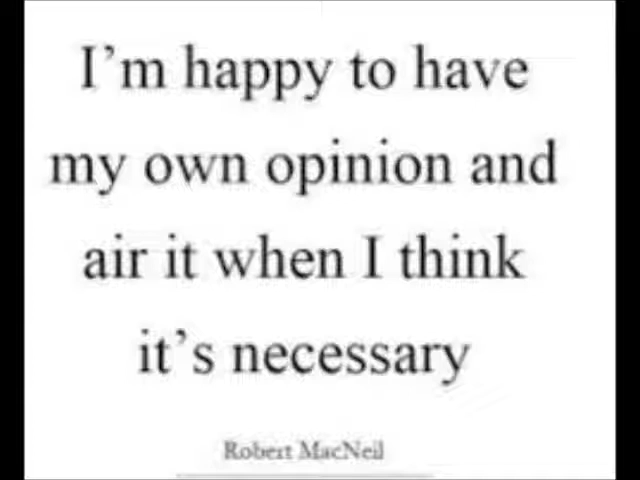 I'm happy to have
my own opinion and
air it when I think
it's necessary
Robert MacNeil